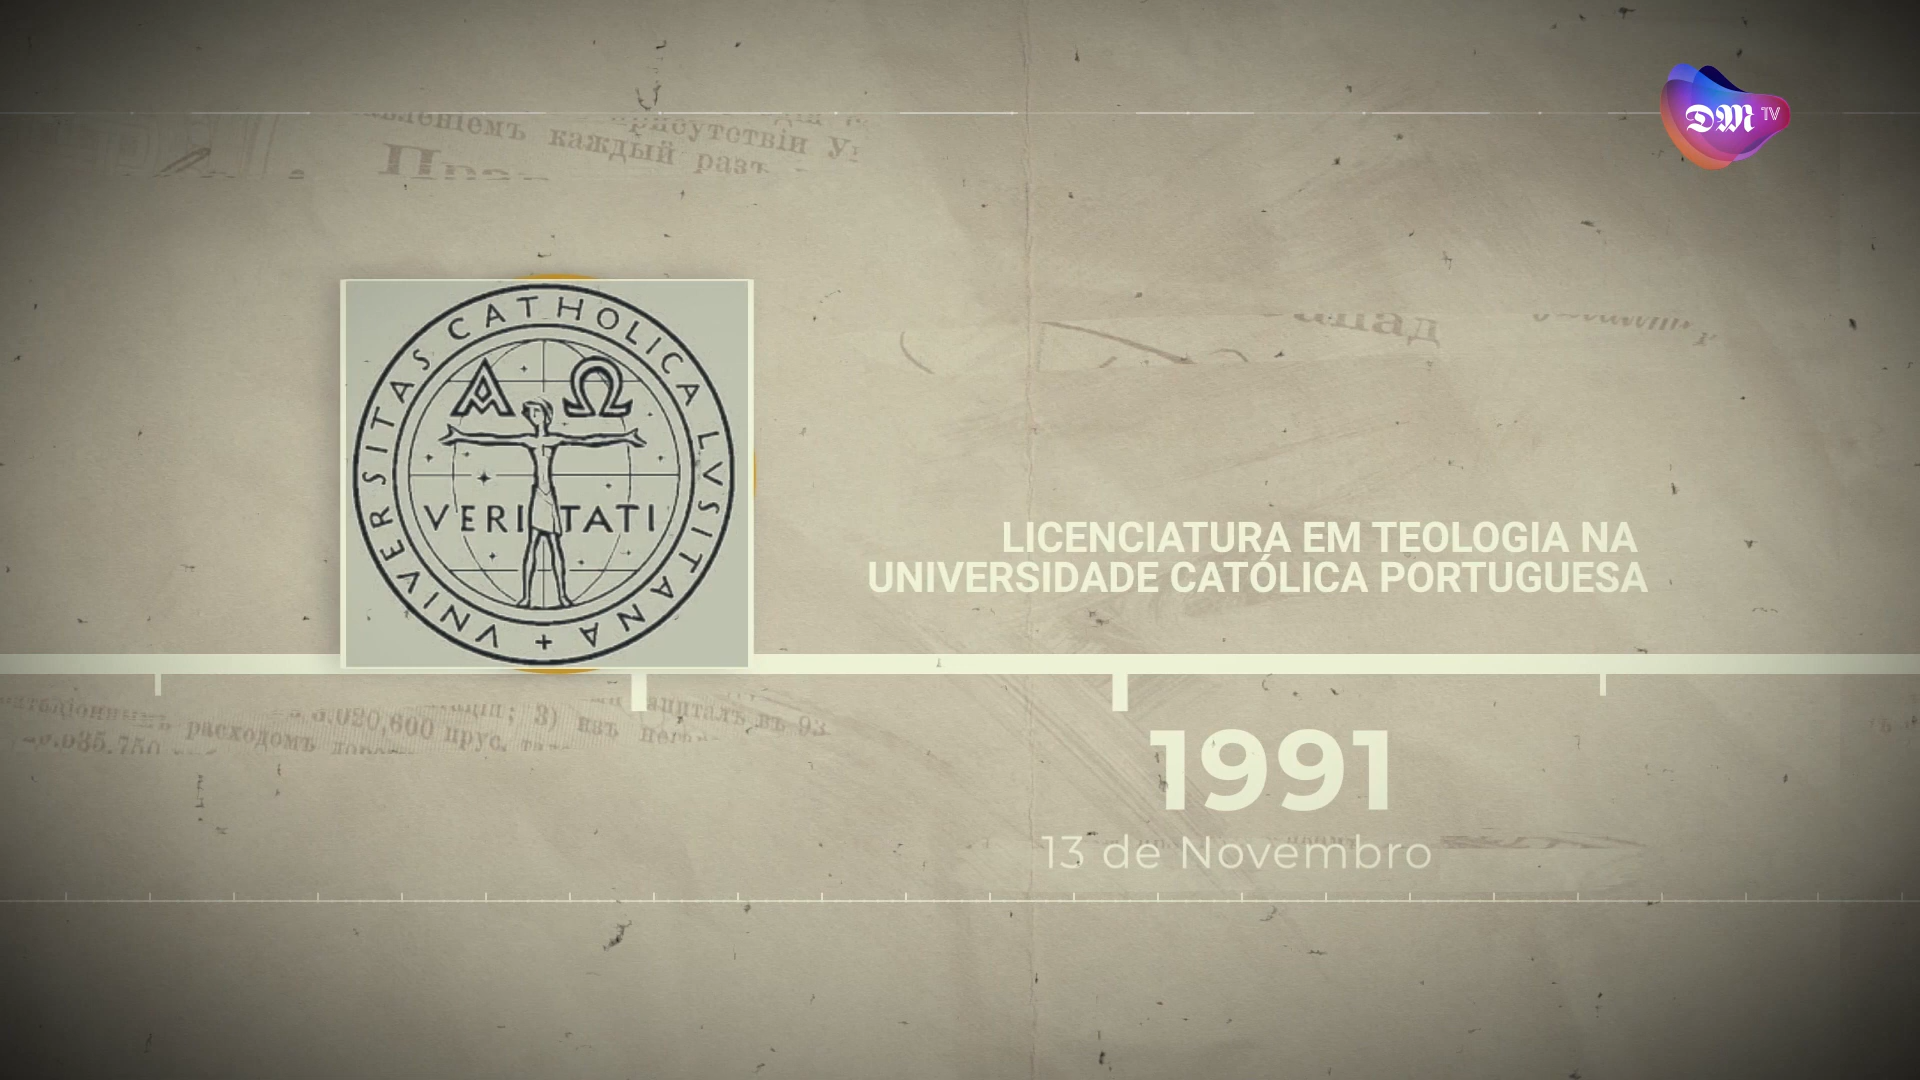 DM TV
каждый разъ
VNIVERSITAS CATHOLICA LVSITANA +
Α Ω
VERITATI
LICENCIATURA EM TEOLOGIA NA
UNIVERSIDADE CATÓLICA PORTUGUESA
расходомъ
1991
13 de Novembro